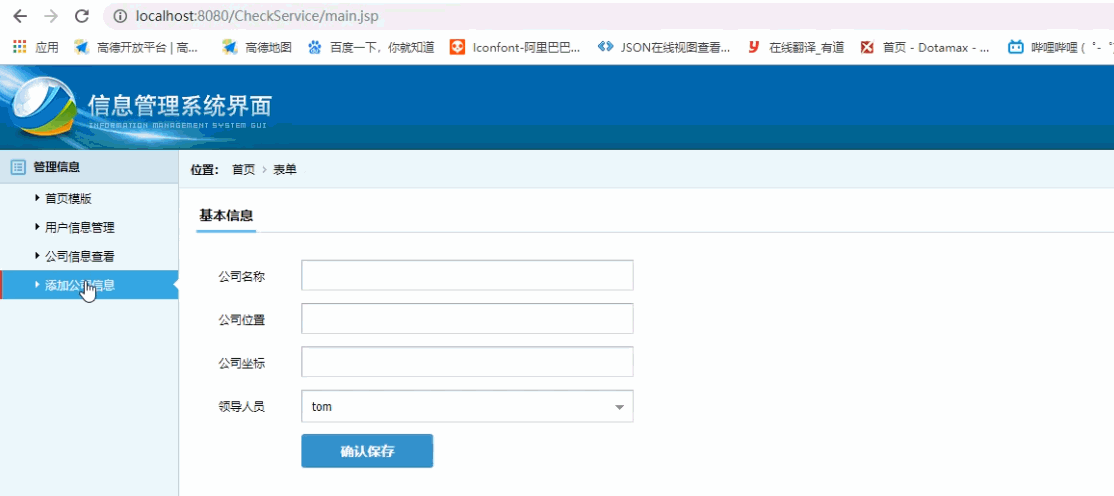 localhost:8080/CheckService/main.jsp
应用 高德开放平台 | 高... 高德地图 百度一下，你就知道 Iconfont-阿里巴巴... JSON在线视图查看... 在线翻译_有道 首页 - Dotamax - ... 哔哩哔哩 ( ゜- ゜
信息管理系统界面
INFORMATION MANAGEMENT SYSTEM GUI
管理信息
位置： 首页 > 表单
首页模版
用户信息管理
公司信息查看
添加公司信息
基本信息
公司名称
公司位置
公司坐标
领导人员 tom
确认保存